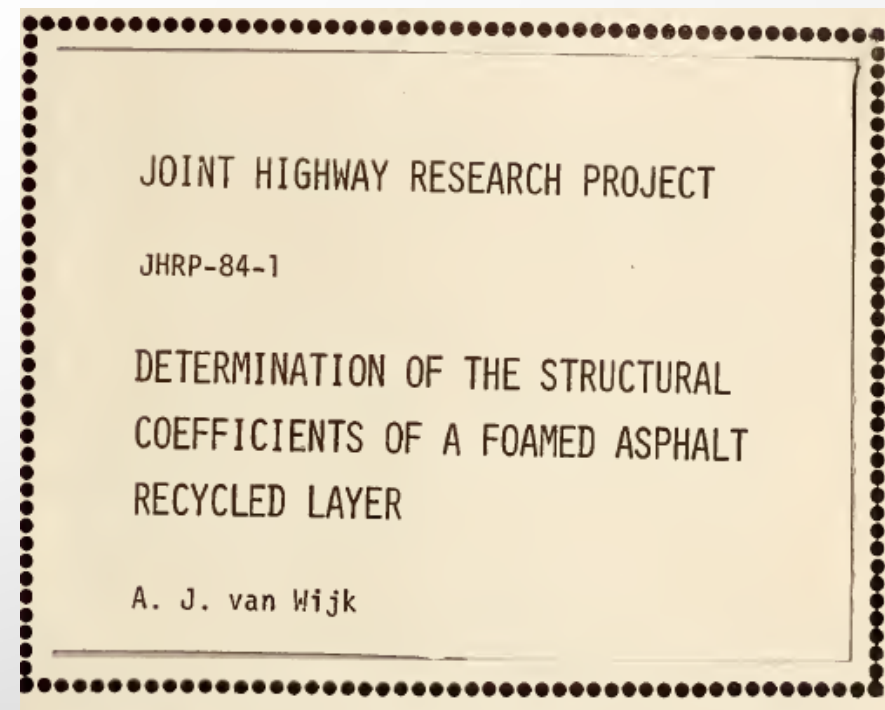 JOINT HIGHWAY RESEARCH PROJECT
JHRP-84-1
DETERMINATION OF THE STRUCTURAL
COEFFICIENTS OF A FOAMED ASPHALT
RECYCLED LAYER
A. J. van Wijk